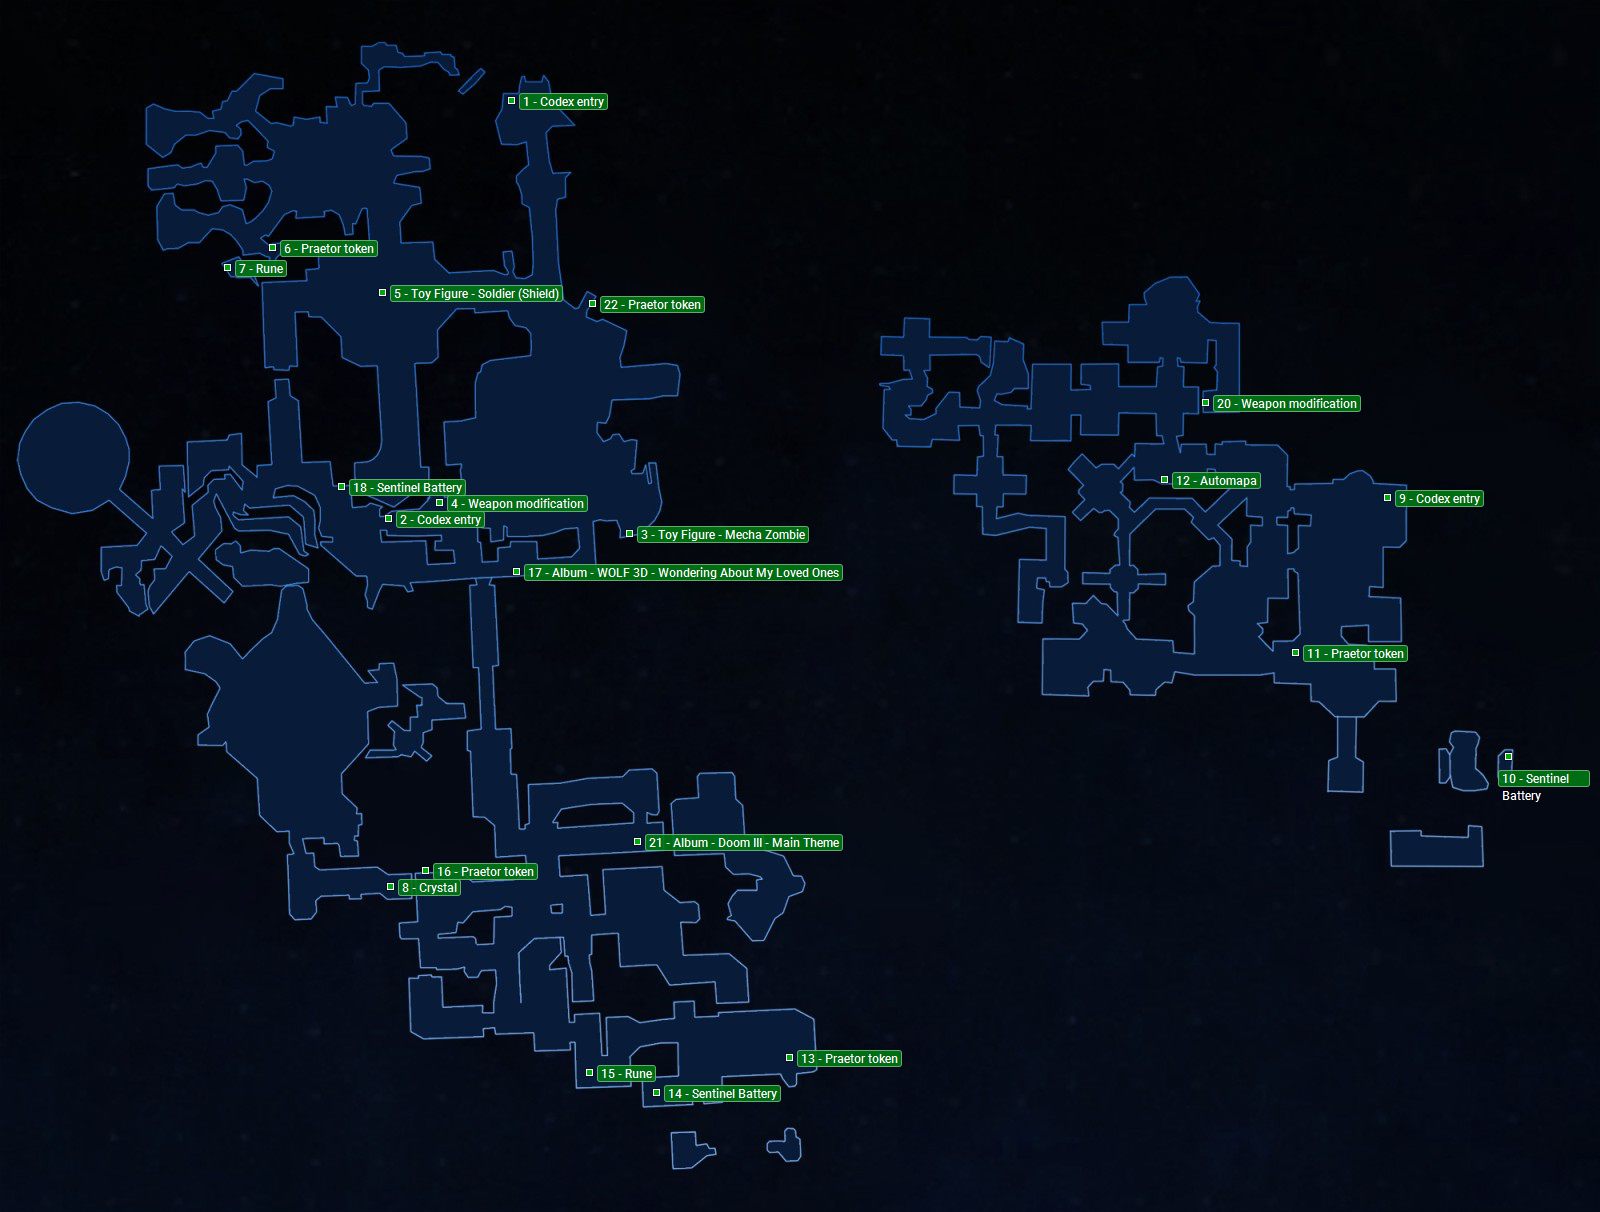 1 - Codex entry
6 - Praetor token
7 - Rune
5 - Toy Figure - Soldier (Shield)
22 - Praetor token
20 - Weapon modification
12 - Automapa
18 - Sentinel Battery
9 - Codex entry
4 - Weapon modification
2 - Codex entry
3 - Toy Figure - Mecha Zombie
17 - Album - WOLF 3D - Wondering About My Loved Ones
11 - Praetor token
10 - Sentinel
Battery
21 - Album - Doom III - Main Theme
16 - Praetor token
8 - Crystal
13 - Praetor token
15 - Rune
14 - Sentinel Battery